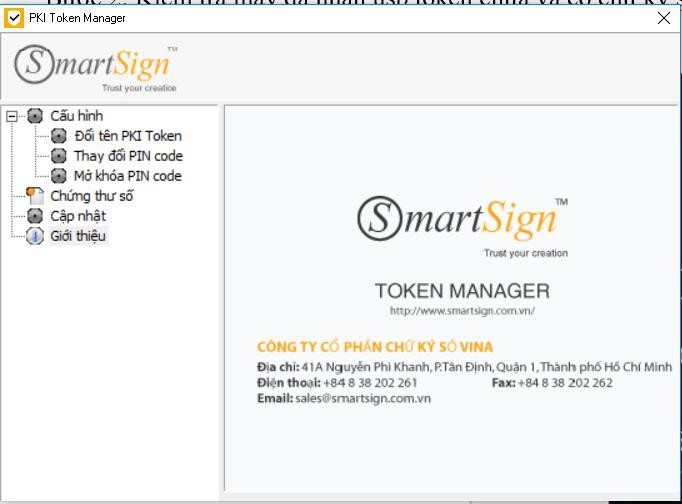 PKI Token Manager
SmartSign™
Trust your creation
Cấu hình
Đổi tên PKI Token
Thay đổi PIN code
Mở khóa PIN code
Chứng thư số
Cập nhật
Giới thiệu
SmartSign™
Trust your creation
TOKEN MANAGER
http://www.smartsign.com.vn/
CÔNG TY CỔ PHẦN CHỮ KÝ SỐ VINA
Địa chỉ: 41A Nguyễn Phi Khanh, P.Tân Định, Quận 1, Thành phố Hồ Chí Minh
Điện thoại: +84 8 38 202 261 Fax: +84 8 38 202 262
Email: sales@smartsign.com.vn